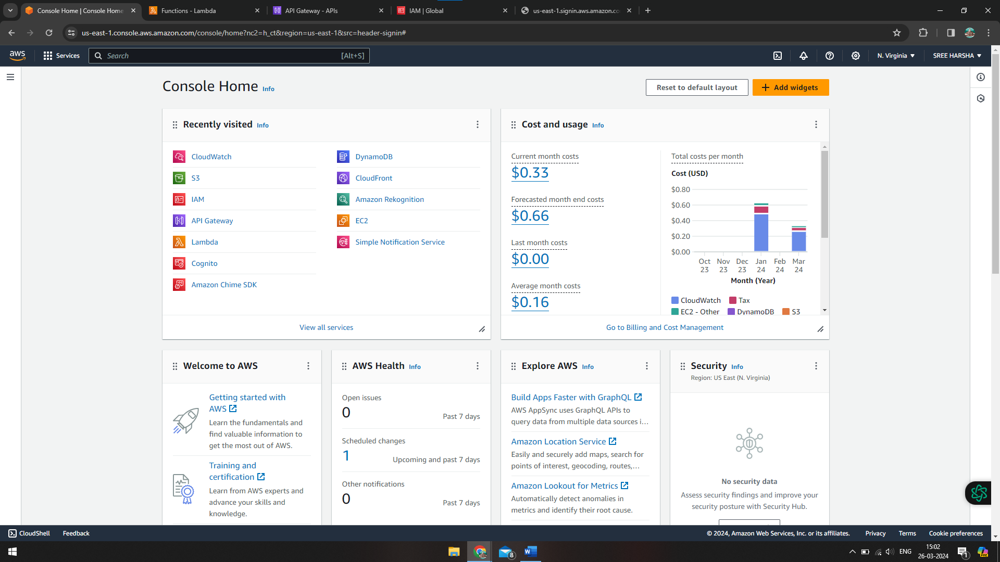 Console Home | Console Home
Functions - Lambda
API Gateway - APIs
IAM | Global
us-east-1.signin.aws.amazon.co
us-east-1.console.aws.amazon.com/console/home?nc2=h_ct&region=us-east-1&src=header-signin#
aws
Services
Search
[Alt+S]
N. Virginia
SREE HARSHA
Console Home Info
Reset to default layout
Add widgets
Recently visited Info
CloudWatch
S3
IAM
API Gateway
Lambda
Cognito
Amazon Chime SDK
DynamoDB
CloudFront
Amazon Rekognition
EC2
Simple Notification Service
View all services
Cost and usage Info
Current month costs
$0.33
Forecasted month end costs
$0.66
Last month costs
$0.00
Average month costs
$0.16
Total costs per month
Cost (USD)
$0.80
$0.60
$0.40
$0.20
$0.00
Oct Nov Dec Jan Feb Mar
23 23 23 24 24 24
Month (Year)
CloudWatch Tax
EC2 - Other DynamoDB S3
Go to Billing and Cost Management
Welcome to AWS
Getting started with
AWS
Learn the fundamentals and
find valuable information to
get the most out of AWS.
Training and
certification
Learn from AWS experts and
advance your skills and
knowledge.
AWS Health Info
Open issues
0
Past 7 days
Scheduled changes
1
Upcoming and past 7 days
Other notifications
0
Past 7 days
Explore AWS Info
Build Apps Faster with GraphQL
AWS AppSync uses GraphQL APIs to
query data from multiple data sources i...
Amazon Location Service
Easily and securely add maps, search for
points of interest, geocoding, routes,...
Amazon Lookout for Metrics
Automatically detect anomalies in
metrics and identify their root cause.
Security Info
Region: US East (N. Virginia)
No security data
Assess security findings and improve your
security posture with Security Hub.
CloudShell
Feedback
© 2024, Amazon Web Services, Inc. or its affiliates.
Privacy
Terms
Cookie preferences
8
W
ENG
15:02
26-03-2024
1
PRE